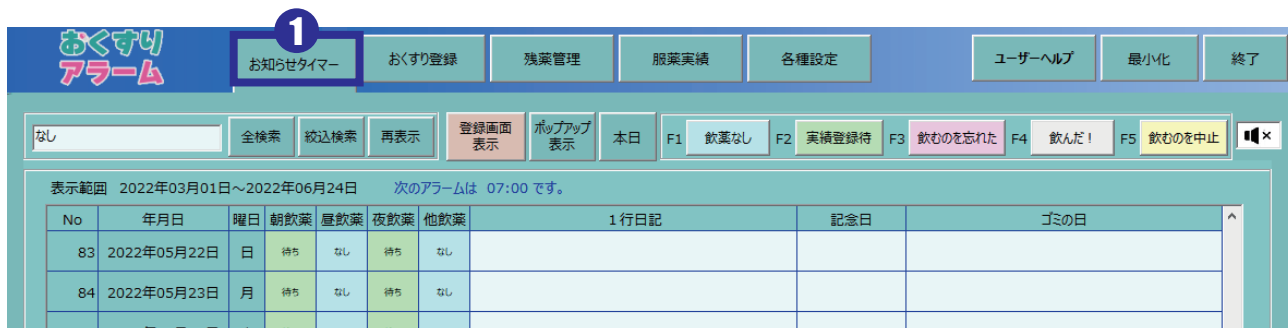 1
おくすり
アラーム
お知らせタイマー
おくすり登録
残薬管理
服薬実績
各種設定
ユーザーヘルプ
最小化
終了
なし
全検索
絞込検索
再表示
登録画面
表示
ポップアップ
表示
本日
F1 飲薬なし
F2 実績登録待
F3 飲むのを忘れた
F4 飲んだ！
F5 飲むのを中止
表示範囲 2022年03月01日～2022年06月24日 次のアラームは 07:00 です。
No 年月日 曜日 朝飲薬 昼飲薬 夜飲薬 他飲薬 1行日記 記念日 ゴミの日
83 2022年05月22日 日 待ち なし 待ち なし
84 2022年05月23日 月 待ち なし 待ち なし